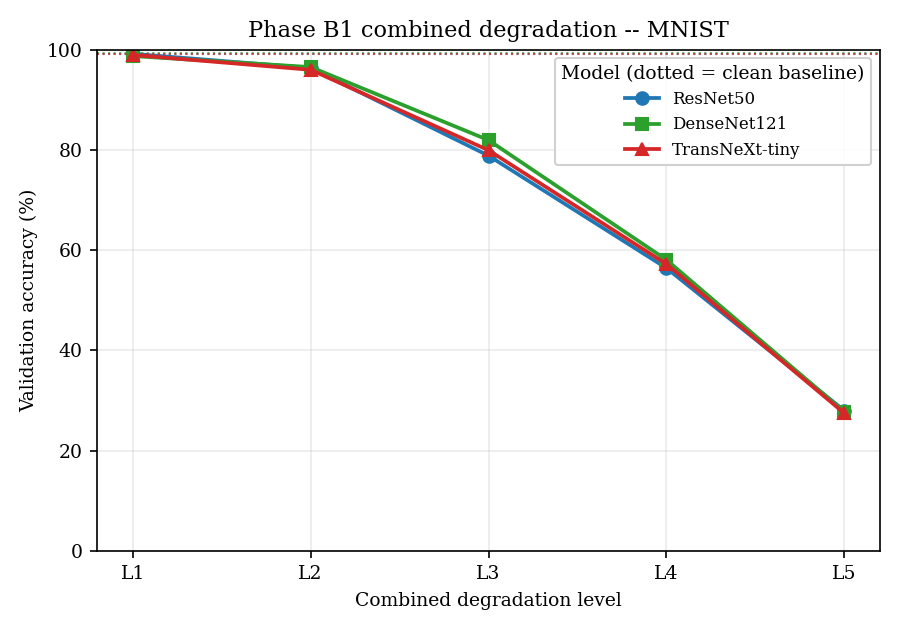 Phase B1 combined degradation -- MNIST
Model (dotted = clean baseline)
ResNet50
DenseNet121
TransNeXt-tiny
Validation accuracy (%)
100
80
60
40
20
0
L1 L2 L3 L4 L5
Combined degradation level